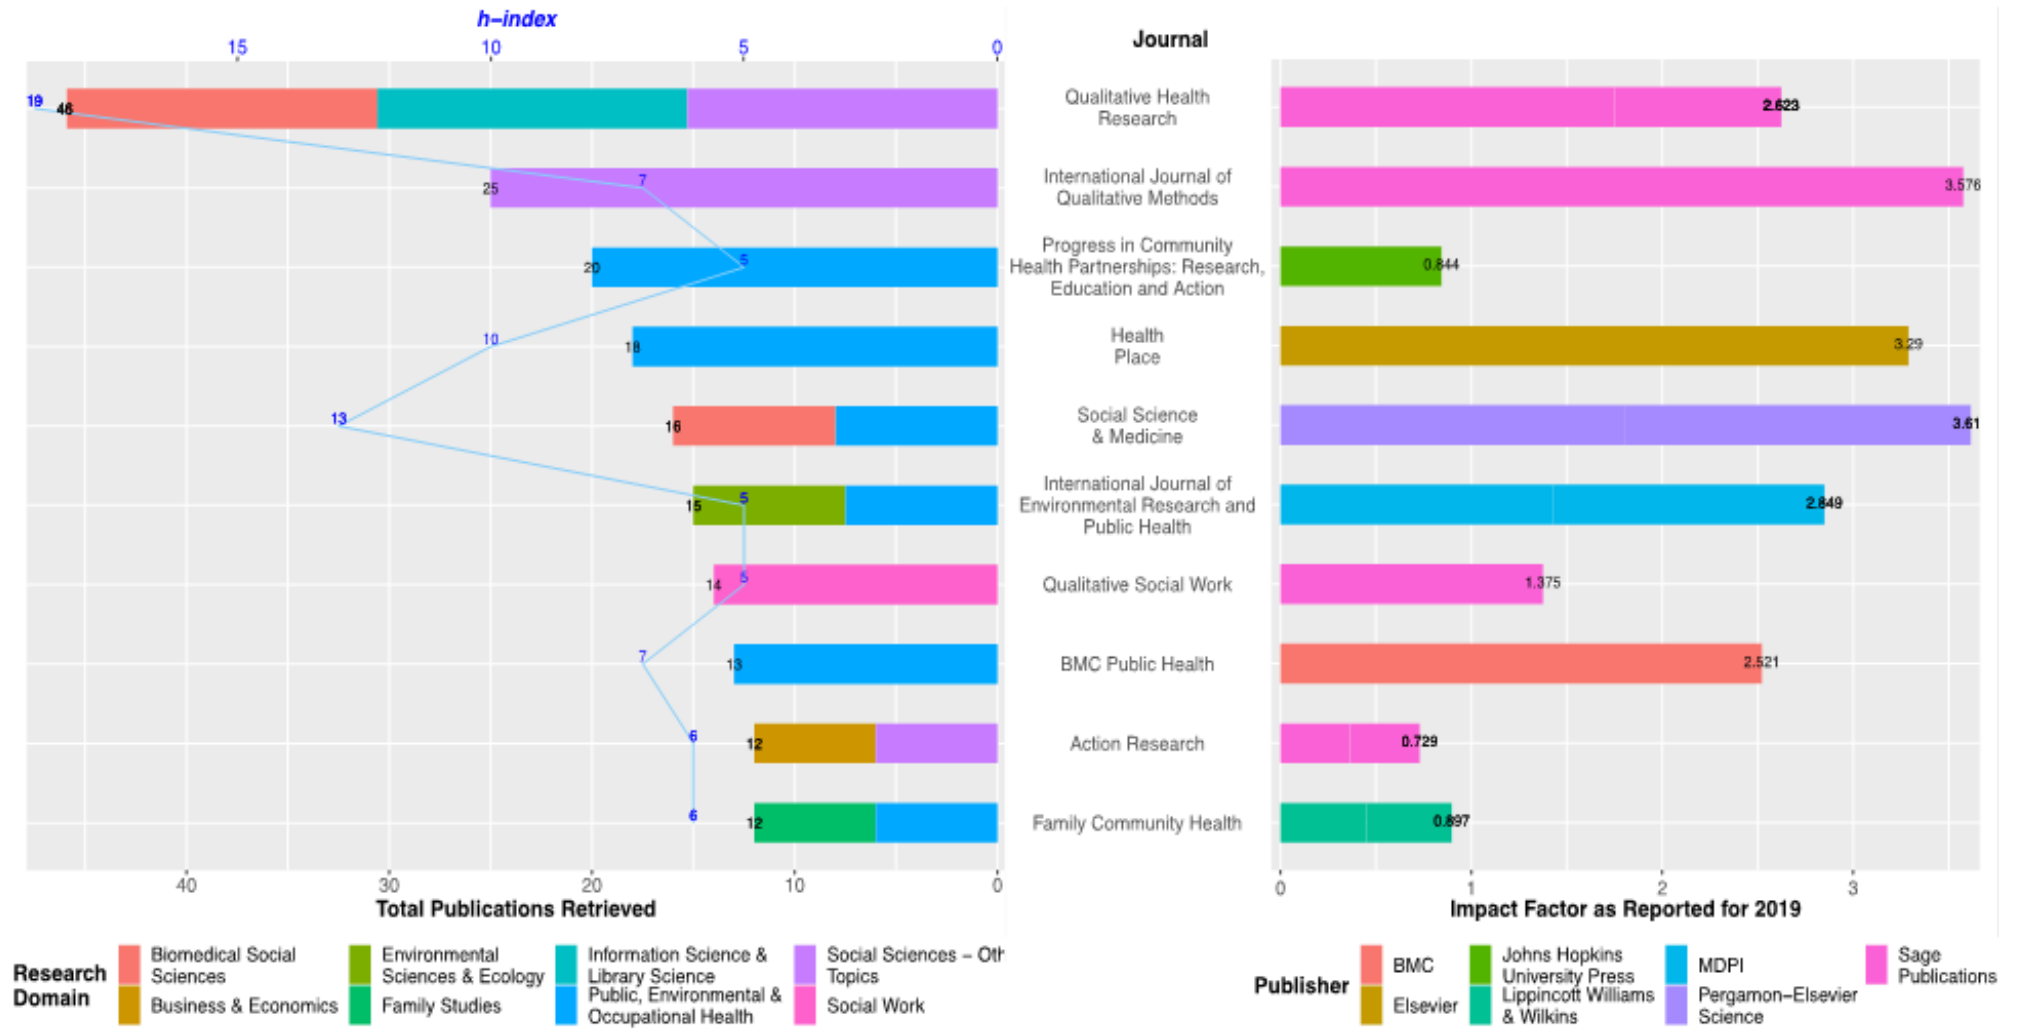 h–index
15 10 5 0
Journal
19 46
Qualitative Health
Research
2.623
25 7
International Journal of
Qualitative Methods
3.576
20 5
Progress in Community
Health Partnerships: Research,
Education and Action
0.844
10 18
Health
Place
3.29
13 16
Social Science
& Medicine
3.61
15 5
International Journal of
Environmental Research and
Public Health
2.849
14 5
Qualitative Social Work
1.375
7 13
BMC Public Health
2.521
6 12
Action Research
0.729
6 12
Family Community Health
0.897
40 30 20 10 0
Total Publications Retrieved
0 1 2 3
Impact Factor as Reported for 2019
Research
Domain
Biomedical Social
Sciences
Business & Economics
Environmental
Sciences & Ecology
Family Studies
Information Science &
Library Science
Public, Environmental &
Occupational Health
Social Sciences – Oth
Topics
Social Work
Publisher
BMC
Elsevier
Johns Hopkins
University Press
Lippincott Williams
& Wilkins
MDPI
Pergamon–Elsevier
Science
Sage
Publications